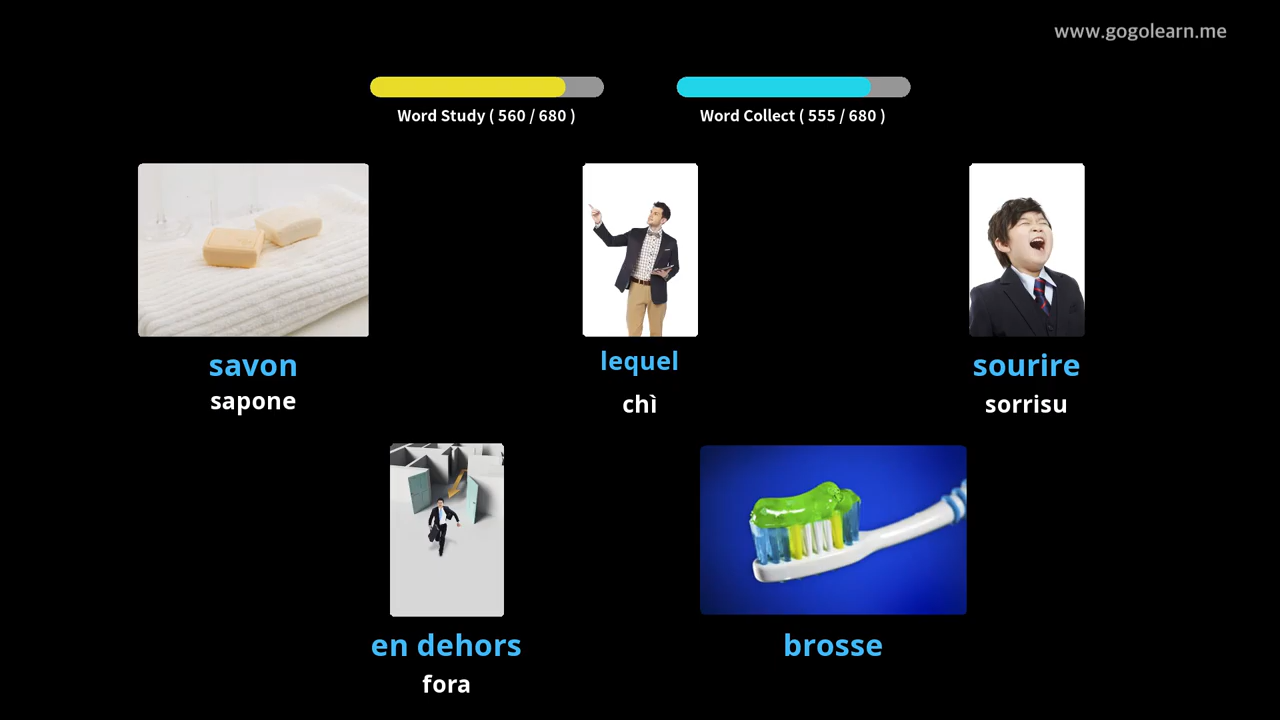 www.gogolearn.me
Word Study ( 560 / 680 )
Word Collect ( 555 / 680 )
savon
sapone
lequel
chì
sourire
sorrisu
en dehors
fora
brosse